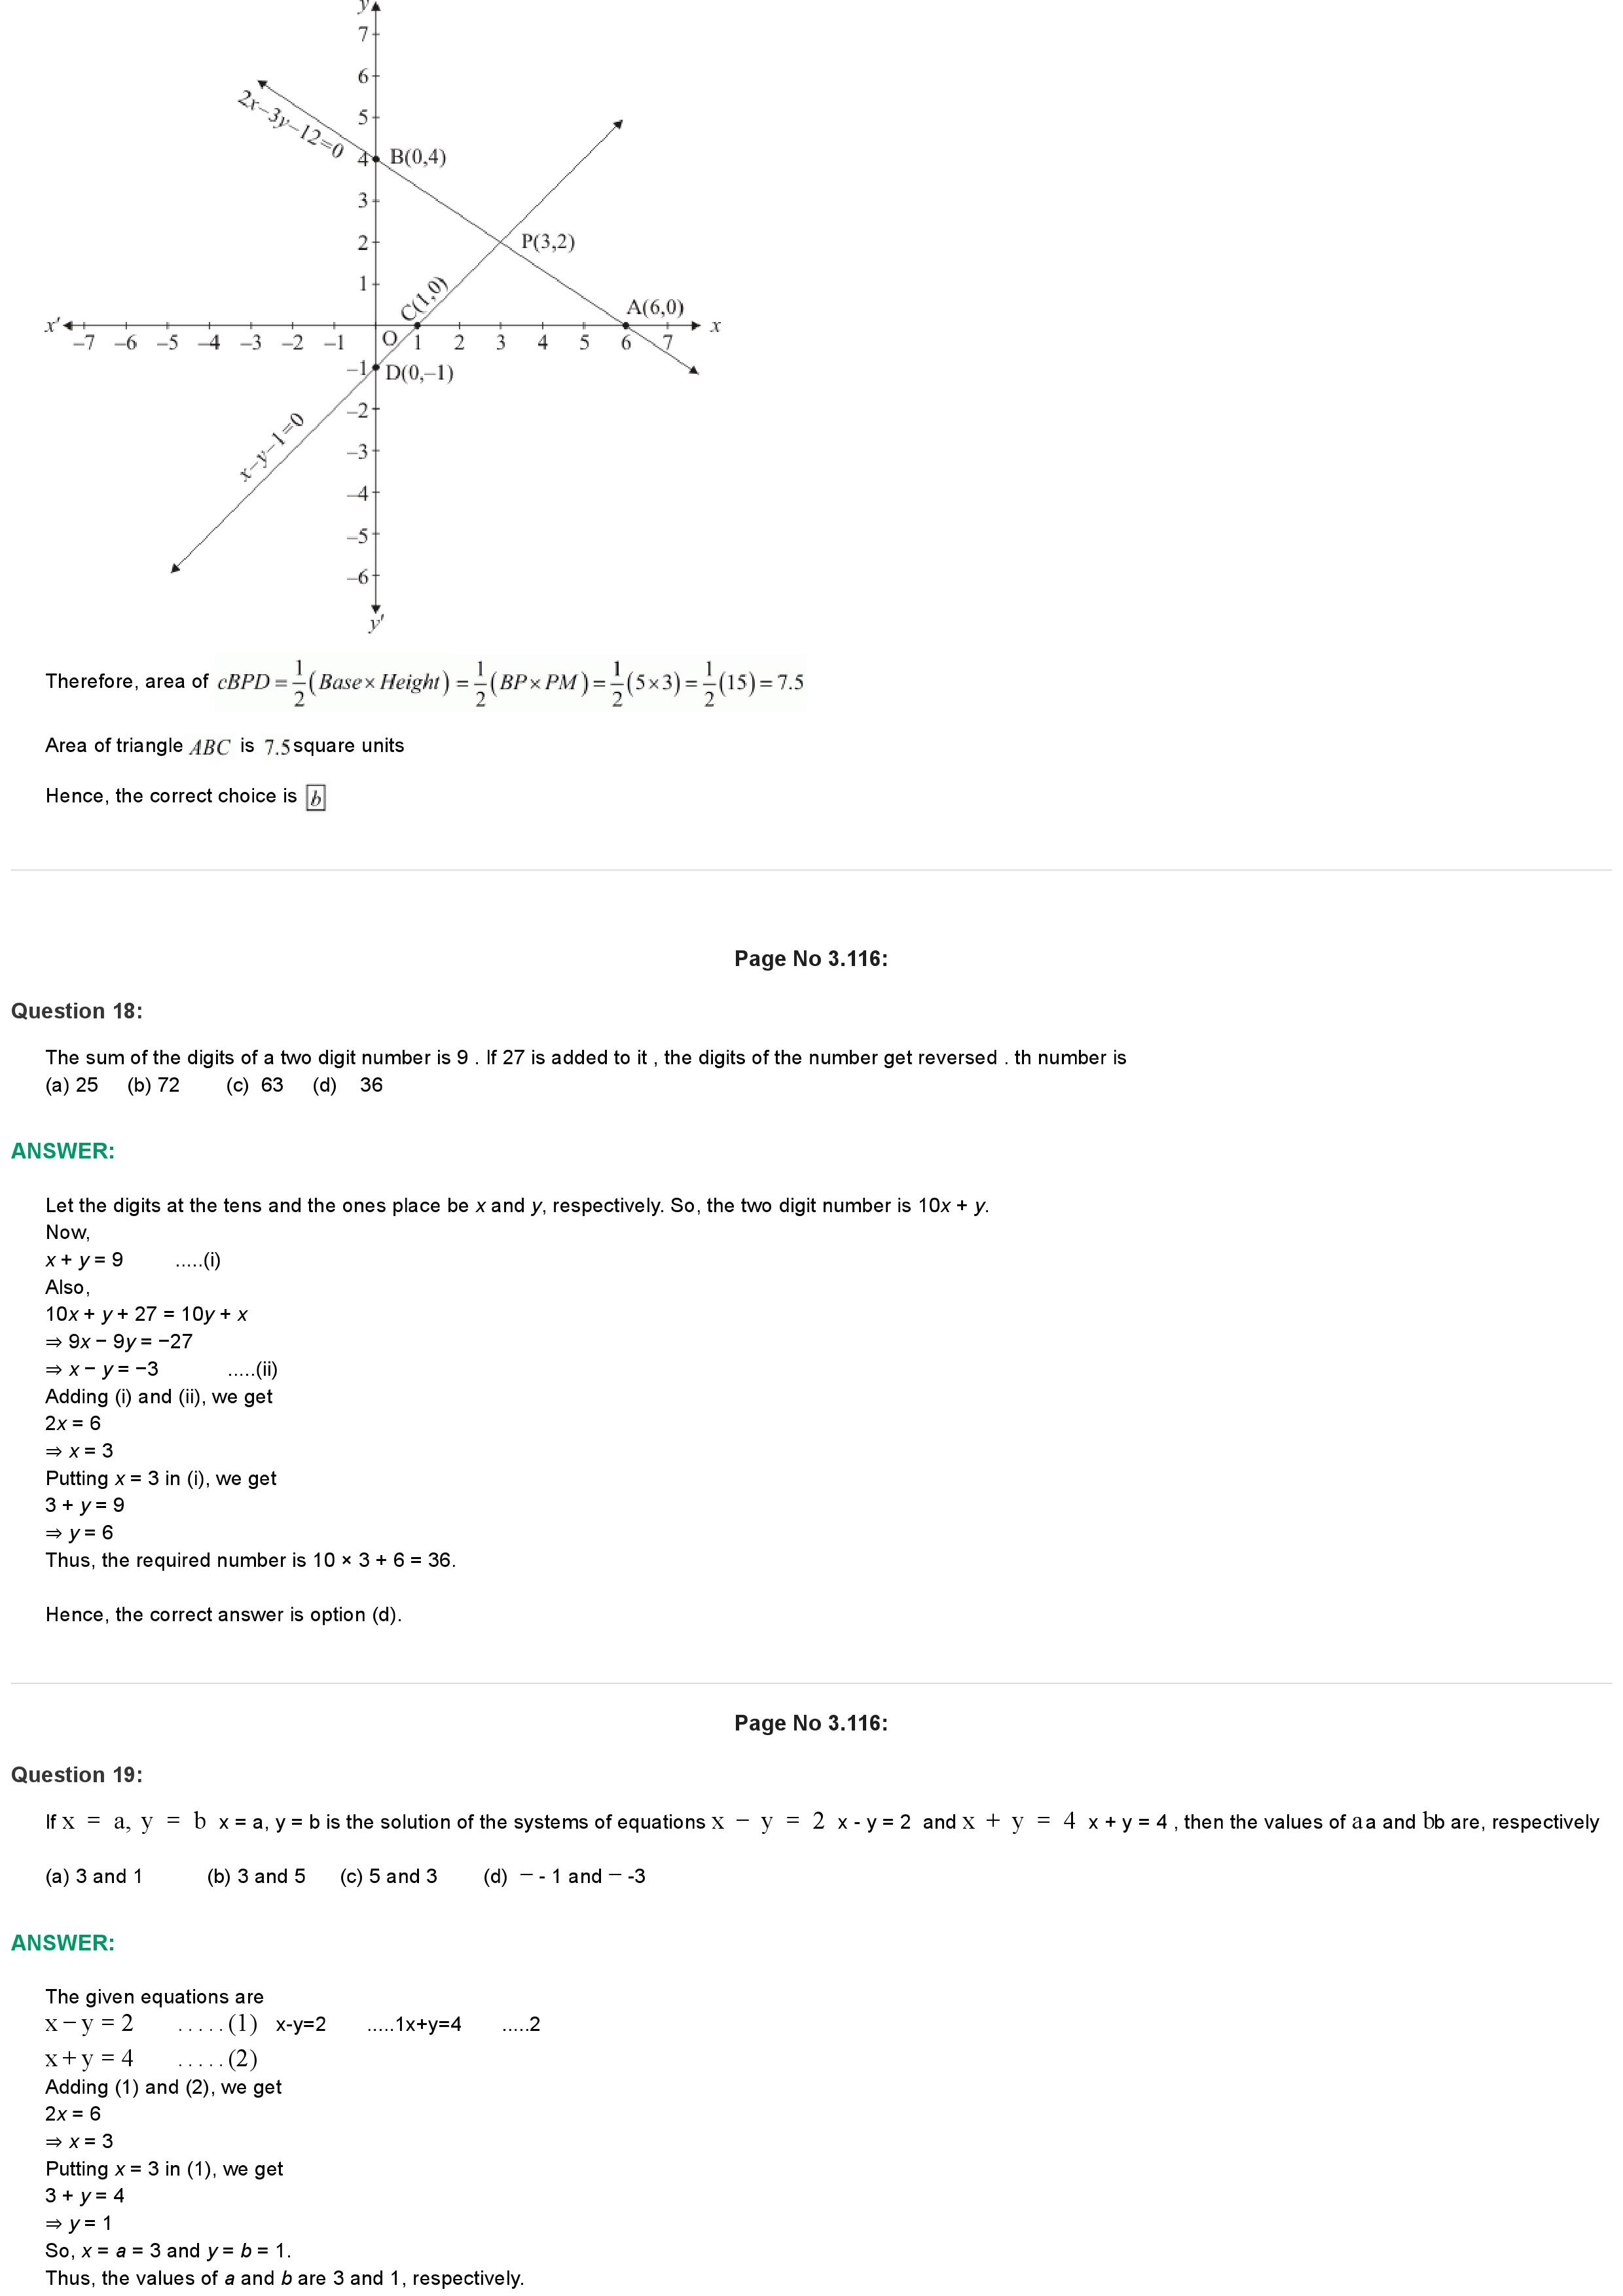 y
7
6
2x–3y–12=0
5
4 B(0,4)
3
2 P(3,2)
1 C(1,0) A(6,0)
x′ x
–7 –6 –5 –4 –3 –2 –1 O 1 2 3 4 5 6 7
–1 D(0,–1)
–2
x–y–1=0
–3
–4
–5
–6
y′
Therefore, area of cBPD = 1/2 (Base × Height) = 1/2 (BP × PM) = 1/2 (5×3) = 1/2 (15) = 7.5
Area of triangle ABC is 7.5 square units
Hence, the correct choice is b
Page No 3.116:
Question 18:
The sum of the digits of a two digit number is 9 . If 27 is added to it , the digits of the number get reversed . th number is
(a) 25 (b) 72 (c) 63 (d) 36
ANSWER:
Let the digits at the tens and the ones place be x and y, respectively. So, the two digit number is 10x + y.
Now,
x + y = 9 .....(i)
Also,
10x + y + 27 = 10y + x
⇒ 9x − 9y = −27
⇒ x − y = −3 .....(ii)
Adding (i) and (ii), we get
2x = 6
⇒ x = 3
Putting x = 3 in (i), we get
3 + y = 9
⇒ y = 6
Thus, the required number is 10 × 3 + 6 = 36.
Hence, the correct answer is option (d).
Page No 3.116:
Question 19:
If x = a, y = b x = a, y = b is the solution of the systems of equations x − y = 2 x - y = 2 and x + y = 4 x + y = 4 , then the values of a a and b b are, respectively
(a) 3 and 1 (b) 3 and 5 (c) 5 and 3 (d) − - 1 and − -3
ANSWER:
The given equations are
x − y = 2 .....(1) x-y=2 .....1x+y=4 .....2
x + y = 4 .....(2)
Adding (1) and (2), we get
2x = 6
⇒ x = 3
Putting x = 3 in (1), we get
3 + y = 4
⇒ y = 1
So, x = a = 3 and y = b = 1.
Thus, the values of a and b are 3 and 1, respectively.